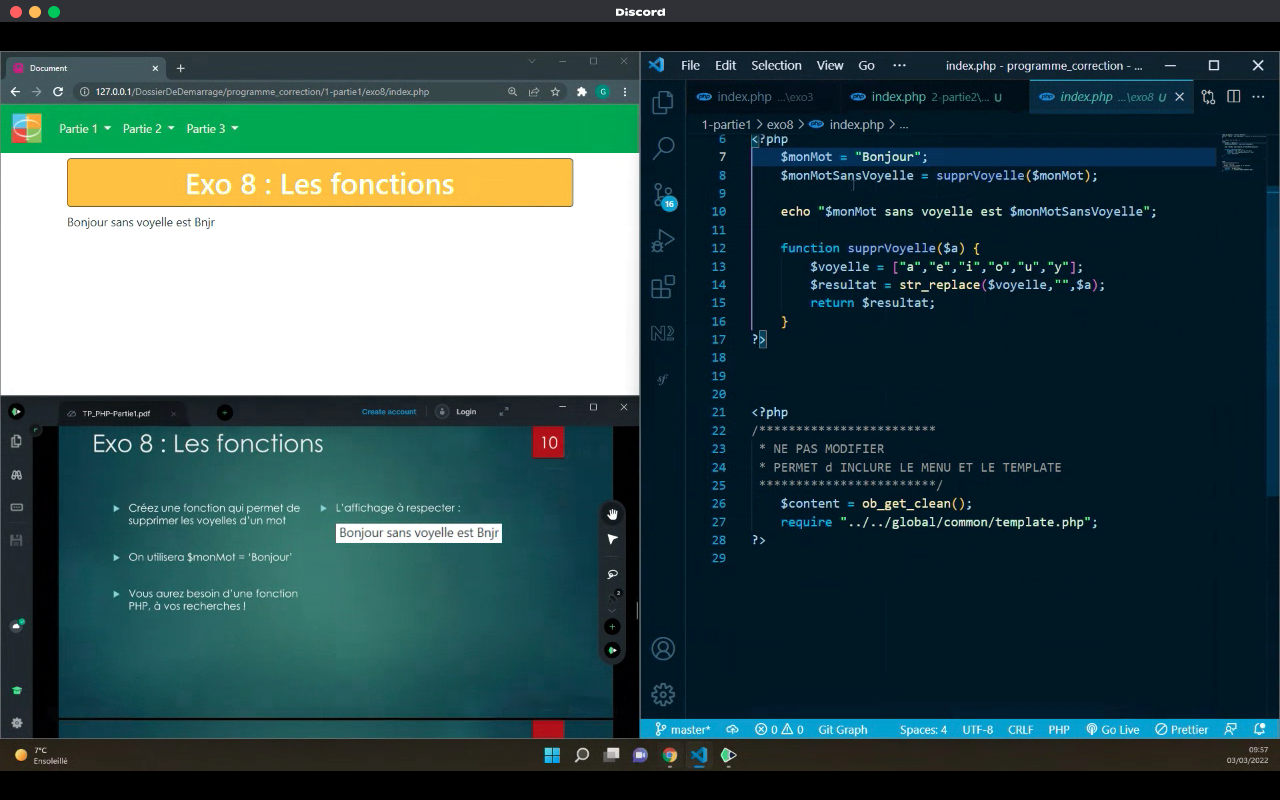 Discord
Document
127.0.0.1/DossierDeDemarrage/programme_correction/1-partie1/exo8/index.php
G
Partie 1 Partie 2 Partie 3
Exo 8 : Les fonctions
Bonjour sans voyelle est Bnjr
TP_PHP-Partie1.pdf
Create account
Login
Exo 8 : Les fonctions
10
Créez une fonction qui permet de
supprimer les voyelles d'un mot
On utilisera $monMot = 'Bonjour'
Vous aurez besoin d'une fonction
PHP, à vos recherches !
L'affichage à respecter :
Bonjour sans voyelle est Bnjr
2
File Edit Selection View Go ··· index.php - programme_correction - ...
index.php ...\exo3 index.php 2-partie2\... U index.php ...\exo8 U
1-partie1 > exo8 > index.php > ...
16
6 <?php
7 $monMot = "Bonjour";
8 $monMotSansVoyelle = supprVoyelle($monMot);
9
10 echo "$monMot sans voyelle est $monMotSansVoyelle";
11
12 function supprVoyelle($a) {
13 $voyelle = ["a","e","i","o","u","y"];
14 $resultat = str_replace($voyelle,"",$a);
15 return $resultat;
16 }
17 ?>
18
19
20
21 <?php
22 /***********************
23 * NE PAS MODIFIER
24 * PERMET d INCLURE LE MENU ET LE TEMPLATE
25 ***********************/
26 $content = ob_get_clean();
27 require "../../global/common/template.php";
28 ?>
29
master* 0 0 Git Graph Spaces: 4 UTF-8 CRLF PHP Go Live Prettier
7°C
Ensoleillé
09:57
03/03/2022